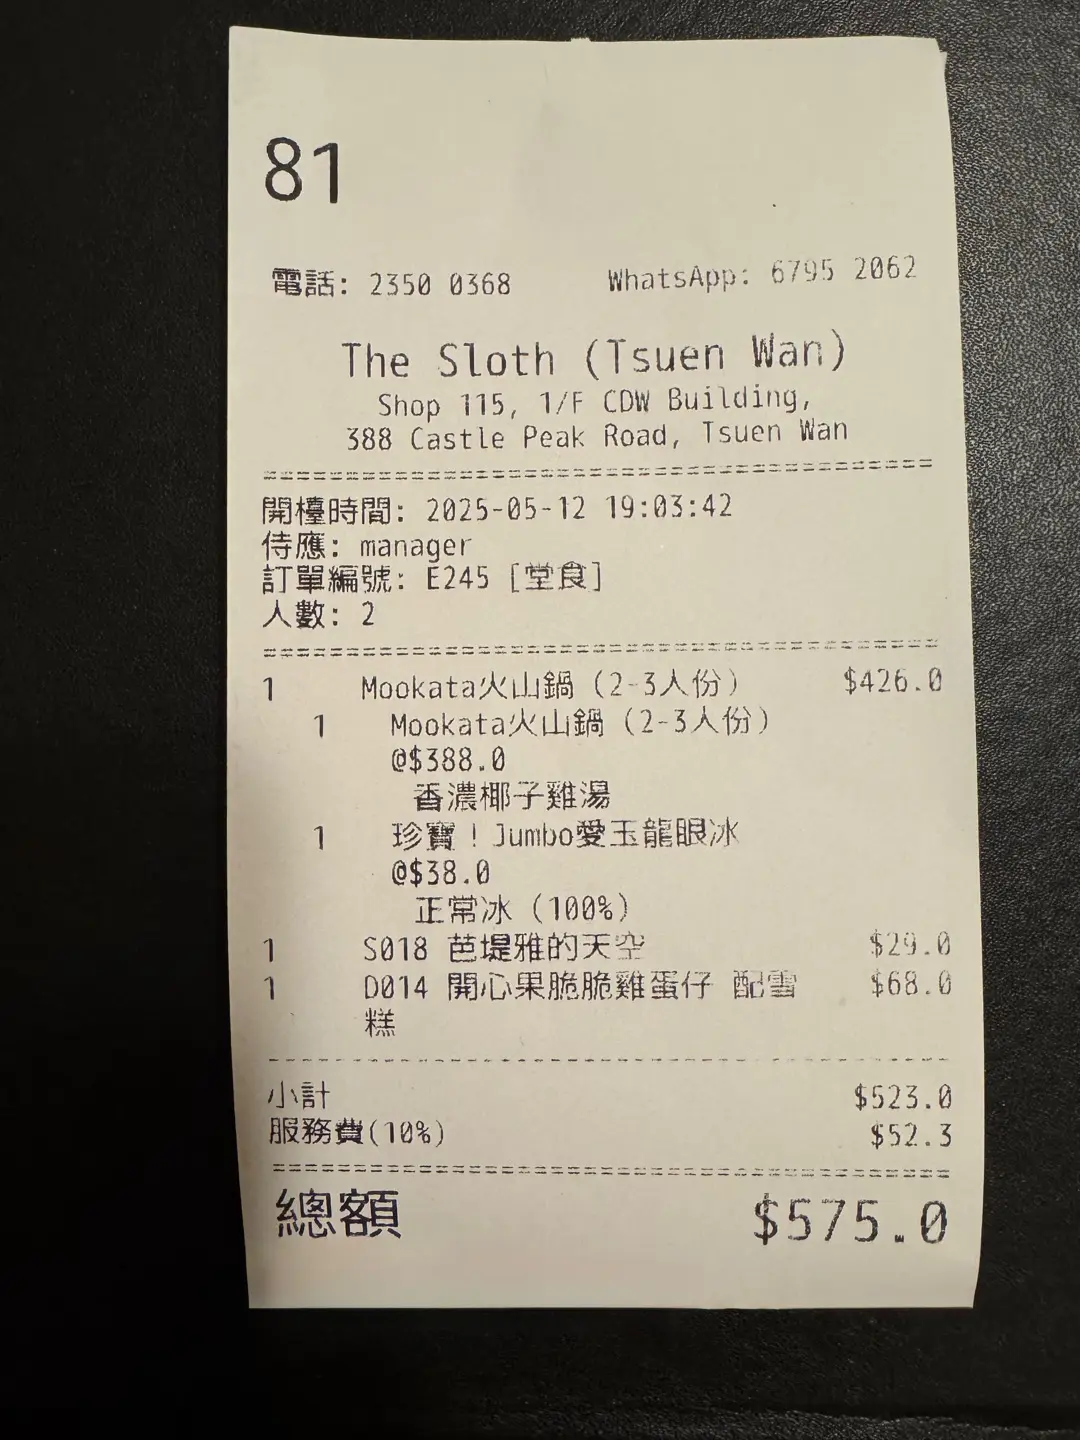 81
電話: 2350 0368 WhatsApp: 6795 2062
The Sloth (Tsuen Wan)
Shop 115, 1/F CDW Building,
388 Castle Peak Road, Tsuen Wan
開檯時間: 2025-05-12 19:03:42
侍應: manager
訂單編號: E245 [堂食]
人數: 2
1 Mookata火山鍋（2-3人份） $426.0
1 Mookata火山鍋（2-3人份）
@$388.0
香濃椰子雞湯
1 珍寶！Jumbo愛玉龍眼冰
@$38.0
正常冰（100%）
1 S018 芭堤雅的天空 $29.0
1 D014 開心果脆脆雞蛋仔 配雪 $68.0
糕
小計 $523.0
服務費(10%) $52.3
總額 $575.0